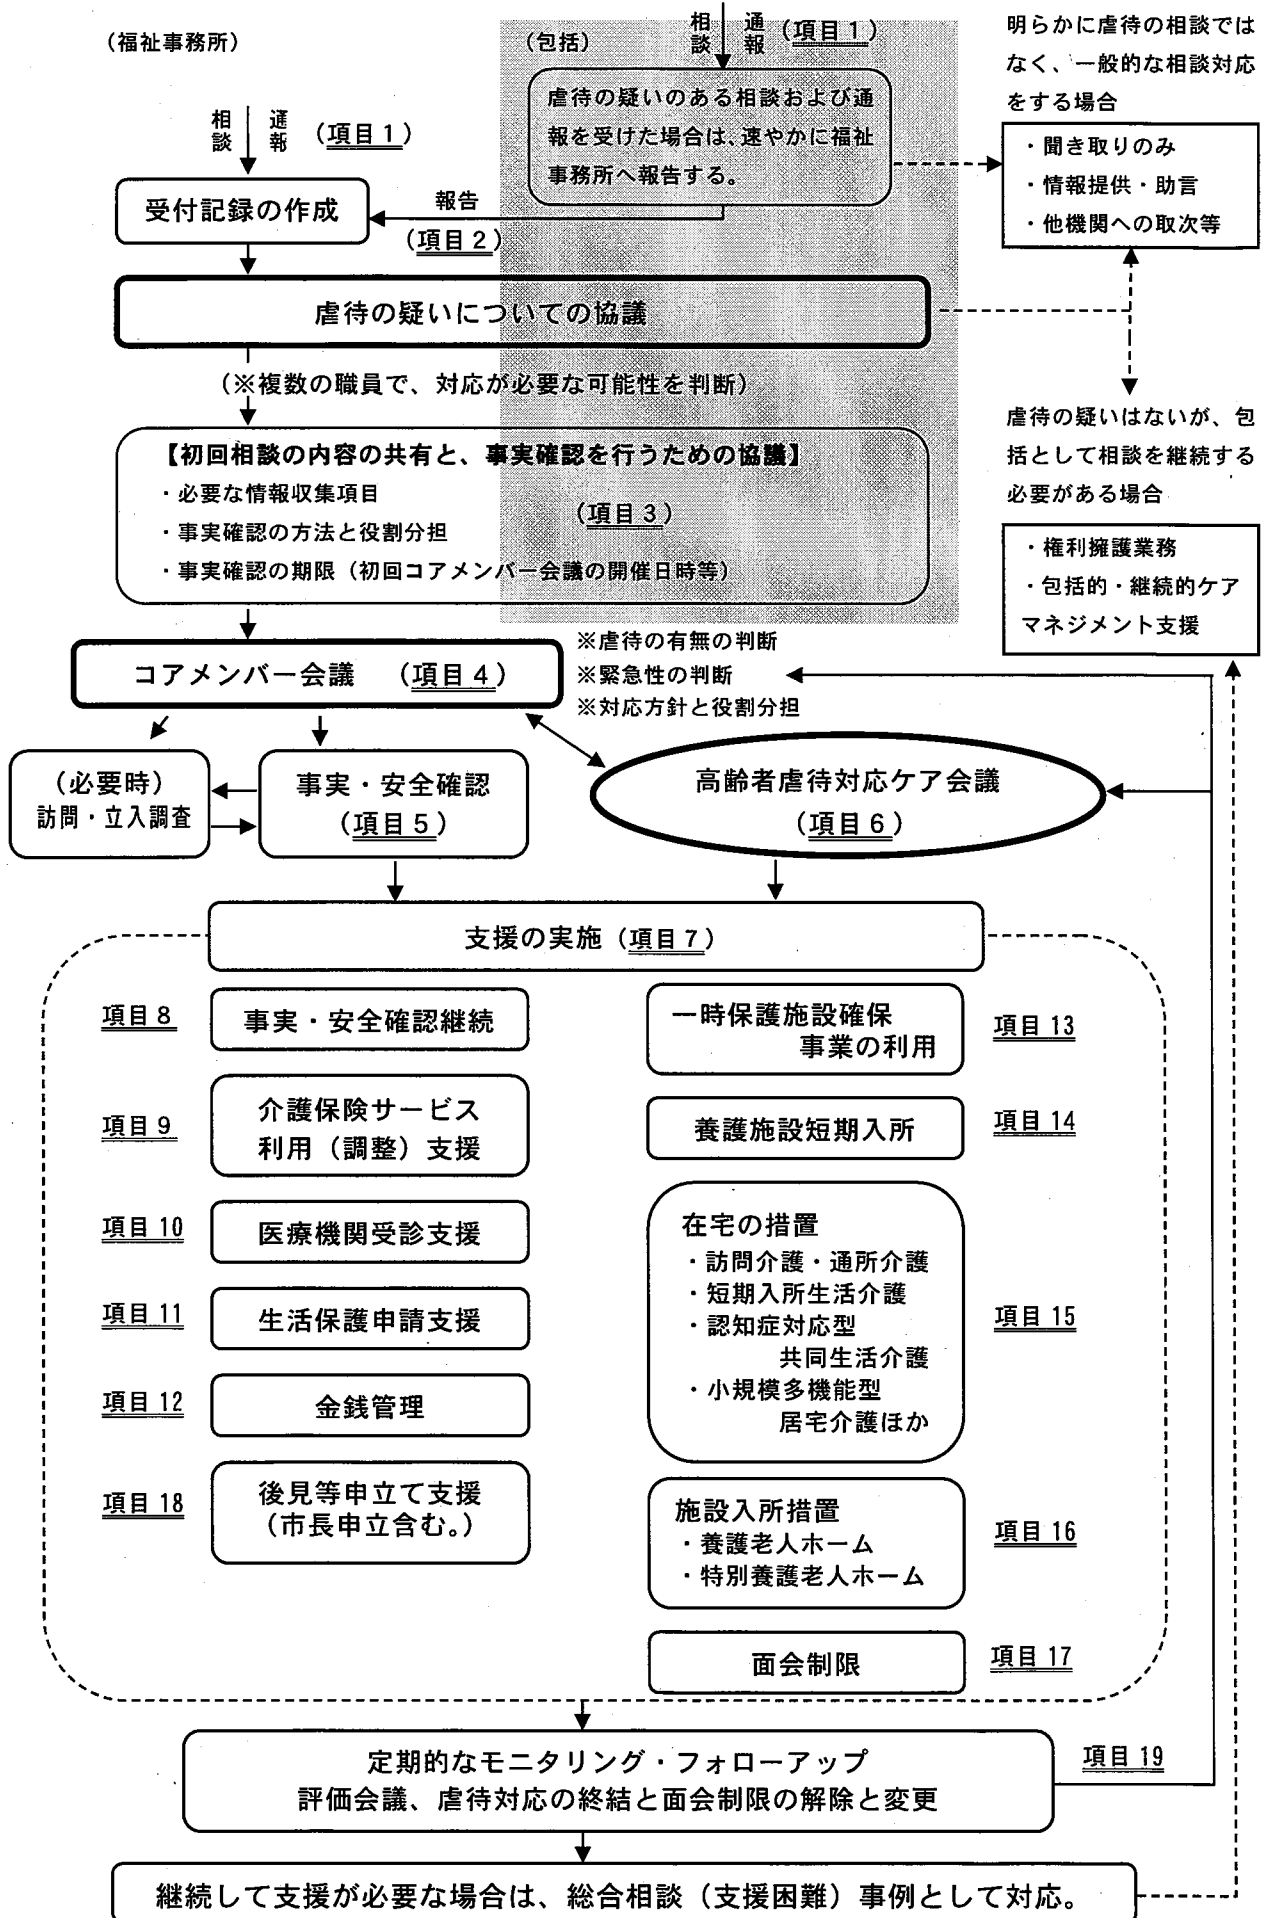 （福祉事務所）
相談
通報
（項目１）
受付記録の作成
（包括）
相談
通報
（項目１）
虐待の疑いのある相談および通
報を受けた場合は、速やかに福祉
事務所へ報告する。
報告
（項目２）
明らかに虐待の相談では
なく、一般的な相談対応
をする場合
・聞き取りのみ
・情報提供・助言
・他機関への取次等
虐待の疑いについての協議
（※複数の職員で、対応が必要な可能性を判断）
虐待の疑いはないが、包
括として相談を継続する
必要がある場合
・権利擁護業務
・包括的・継続的ケア
マネジメント支援
【初回相談の内容の共有と、事実確認を行うための協議】
・必要な情報収集項目
（項目３）
・事実確認の方法と役割分担
・事実確認の期限（初回コアメンバー会議の開催日時等）
コアメンバー会議　（項目４）
※虐待の有無の判断
※緊急性の判断
※対応方針と役割分担
（必要時）
訪問・立入調査
事実・安全確認
（項目５）
高齢者虐待対応ケア会議
（項目６）
支援の実施（項目７）
項目８
事実・安全確認継続
項目９
介護保険サービス
利用（調整）支援
項目10
医療機関受診支援
項目11
生活保護申請支援
項目12
金銭管理
項目18
後見等申立て支援
（市長申立含む。）
一時保護施設確保
事業の利用
項目13
養護施設短期入所
項目14
在宅の措置
・訪問介護・通所介護
・短期入所生活介護
・認知症対応型
共同生活介護
・小規模多機能型
居宅介護ほか
項目15
施設入所措置
・養護老人ホーム
・特別養護老人ホーム
項目16
面会制限
項目17
定期的なモニタリング・フォローアップ
評価会議、虐待対応の終結と面会制限の解除と変更
項目19
継続して支援が必要な場合は、総合相談（支援困難）事例として対応。